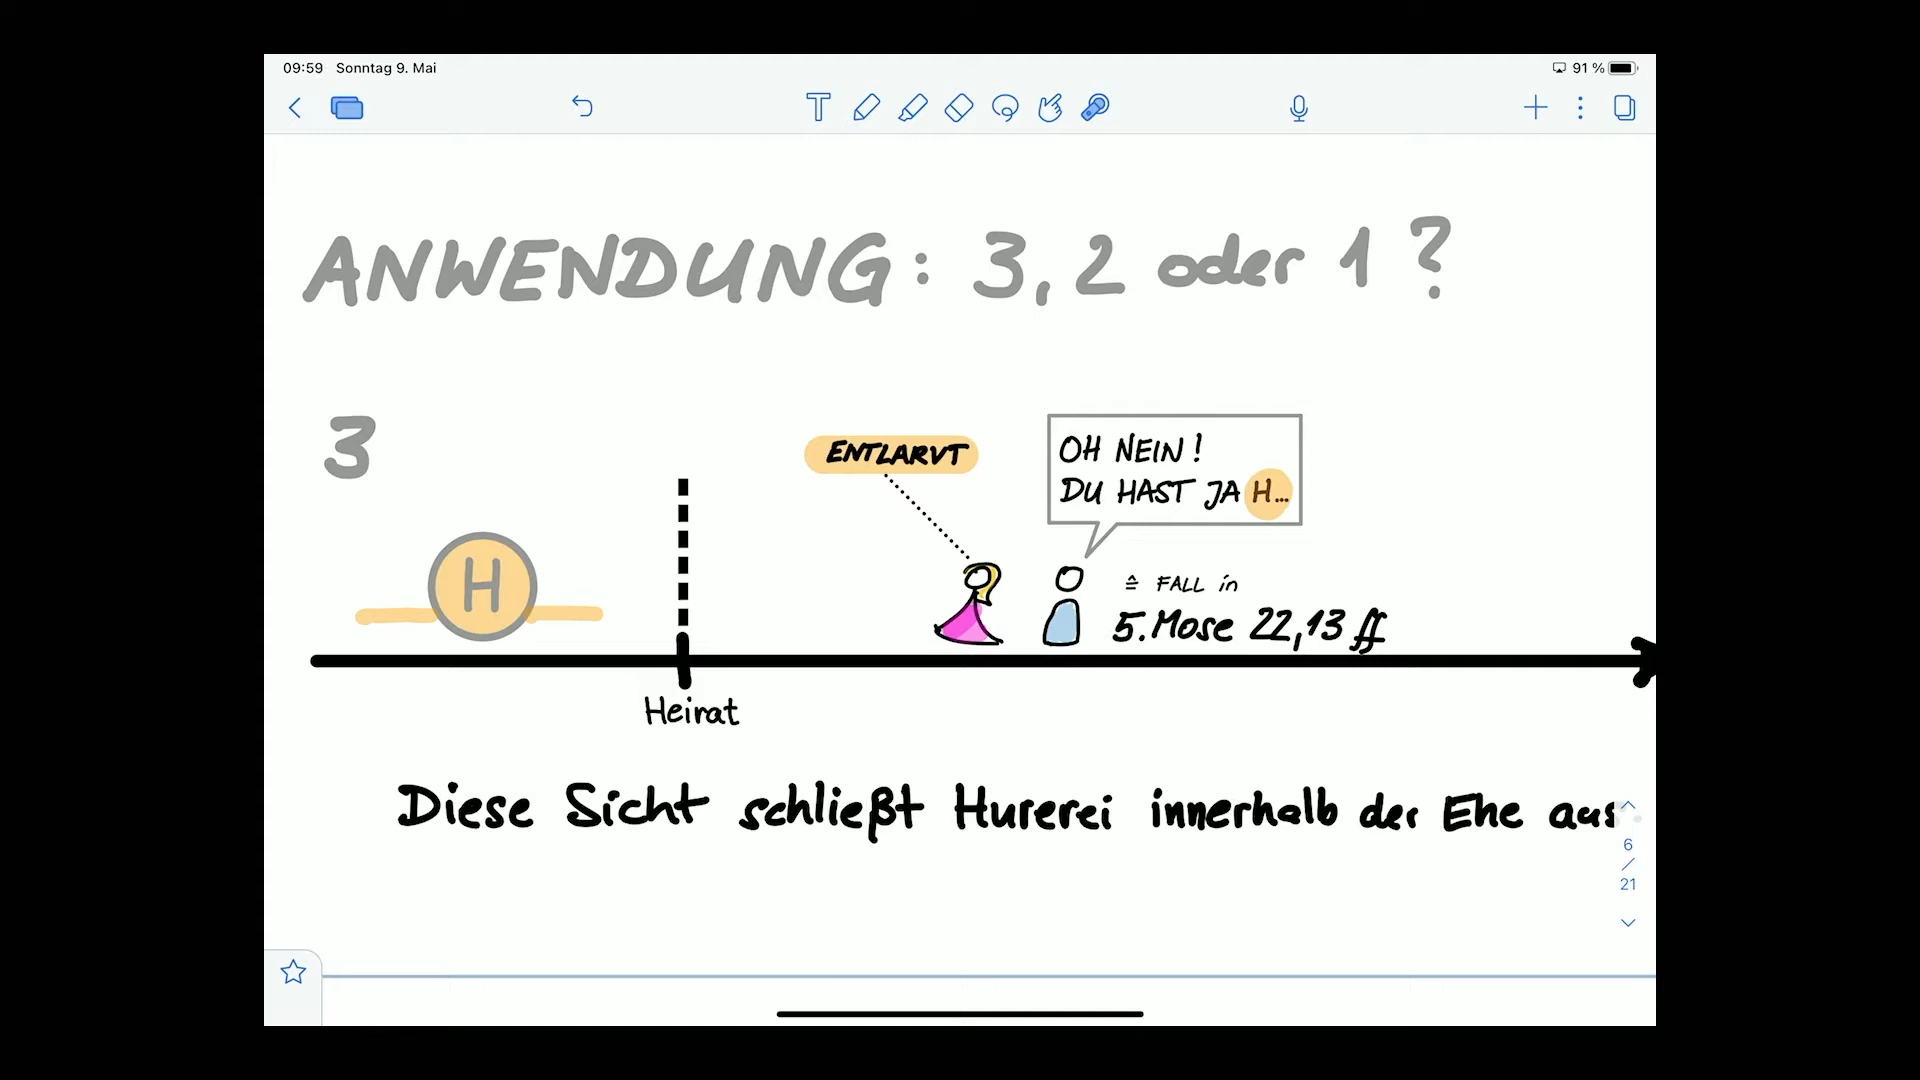 09:59 Sonntag 9. Mai
91 %
ANWENDUNG: 3, 2 oder 1 ?
3
ENTLARVT
OH NEIN !
DU HAST JA H...
H
≙ FALL in
5. Mose 22,13 ff
Heirat
Diese Sicht schließt Hurerei innerhalb der Ehe aus
6
/
21